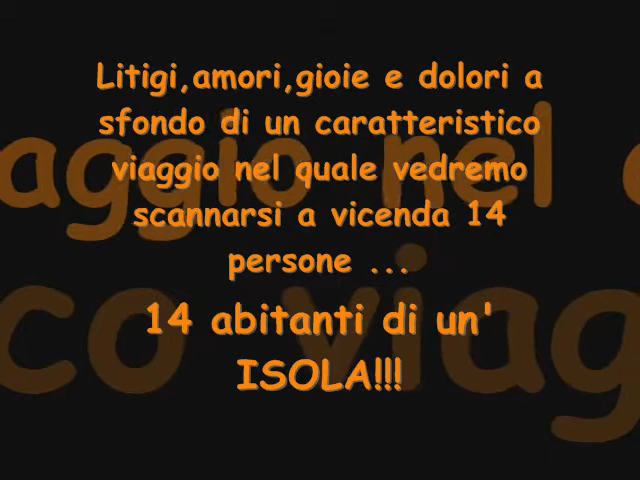 Litigi,amori,gioie e dolori a
sfondo di un caratteristico
viaggio nel quale vedremo
scannarsi a vicenda 14
persone ...
14 abitanti di un'
ISOLA!!!